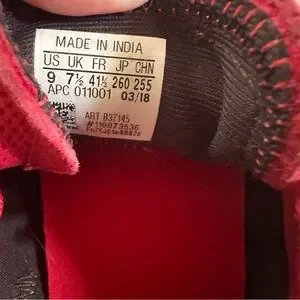 MADE IN INDIA
US UK FR JP CHN
9 7½ 41⅓ 260 255
APC 011001 03/18
ART B37145
#119873536